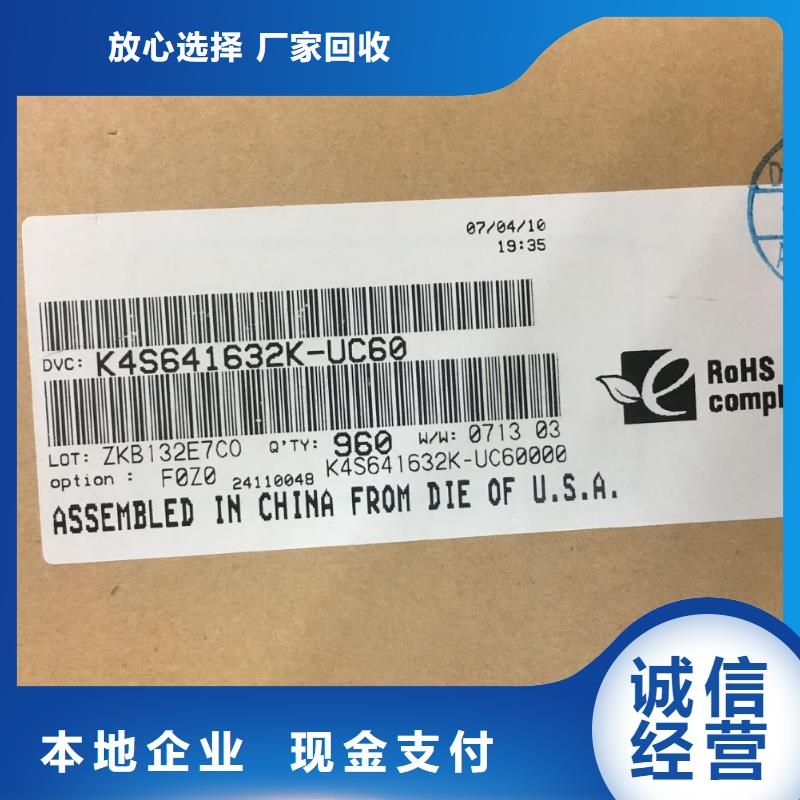 放心选择 厂家回收
07/04/10
19:35
DVC: K4S641632K-UC60
LOT: ZKB132E7C0 Q'TY: 960 W/W: 0713 03
option : F0Z0 24110048 K4S641632K-UC60000
ASSEMBLED IN CHINA FROM DIE OF U.S.A.
RoHS
诚信
经营
本地企业 现金支付